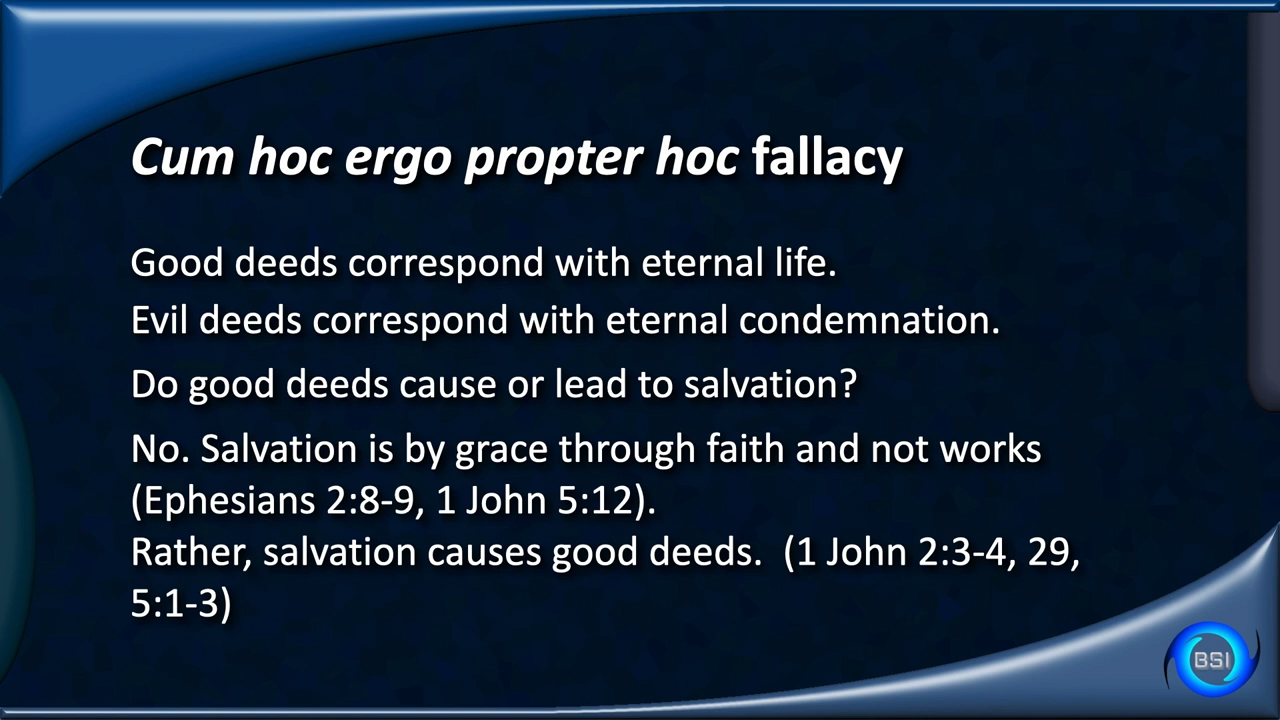 Cum hoc ergo propter hoc fallacy
Good deeds correspond with eternal life.
Evil deeds correspond with eternal condemnation.
Do good deeds cause or lead to salvation?
No. Salvation is by grace through faith and not works
(Ephesians 2:8-9, 1 John 5:12).
Rather, salvation causes good deeds.  (1 John 2:3-4, 29,
5:1-3)
BSI